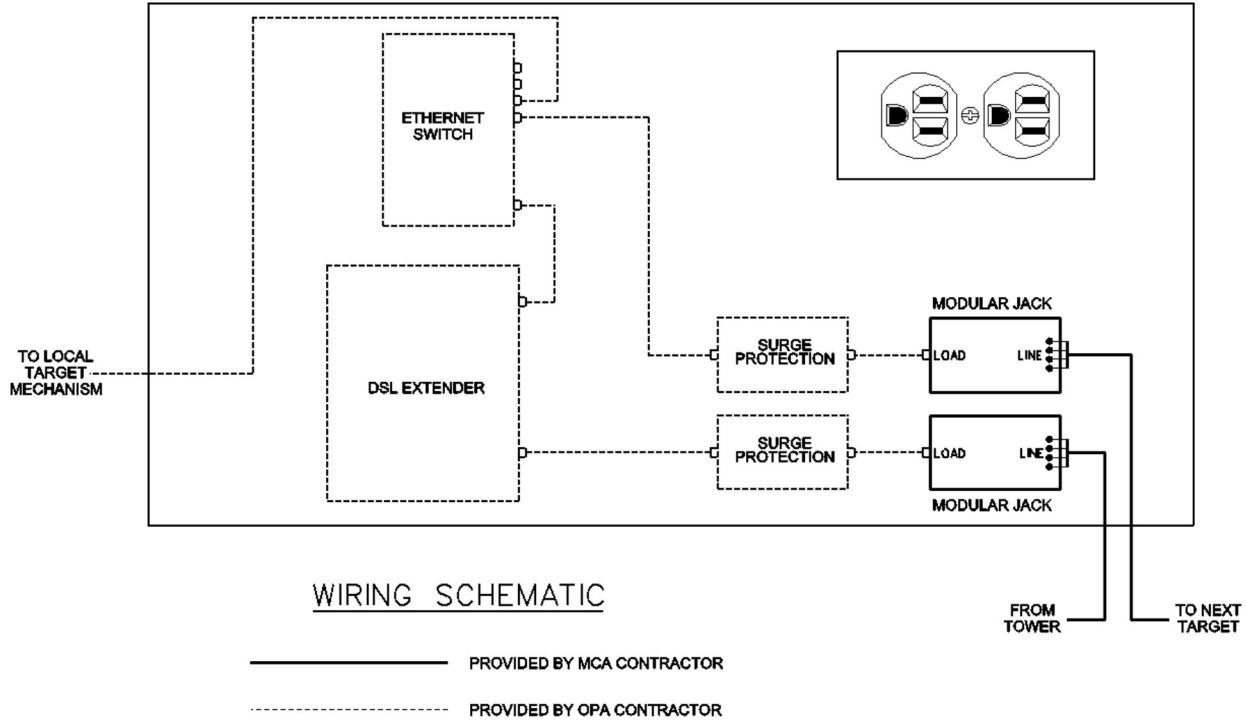 ETHERNET
SWITCH
MODULAR JACK
SURGE
PROTECTION
LOAD
LINE
TO LOCAL
TARGET
MECHANISM
DSL EXTENDER
SURGE
PROTECTION
LOAD
LINE
MODULAR JACK
WIRING SCHEMATIC
FROM
TOWER
TO NEXT
TARGET
PROVIDED BY MCA CONTRACTOR
PROVIDED BY OPA CONTRACTOR